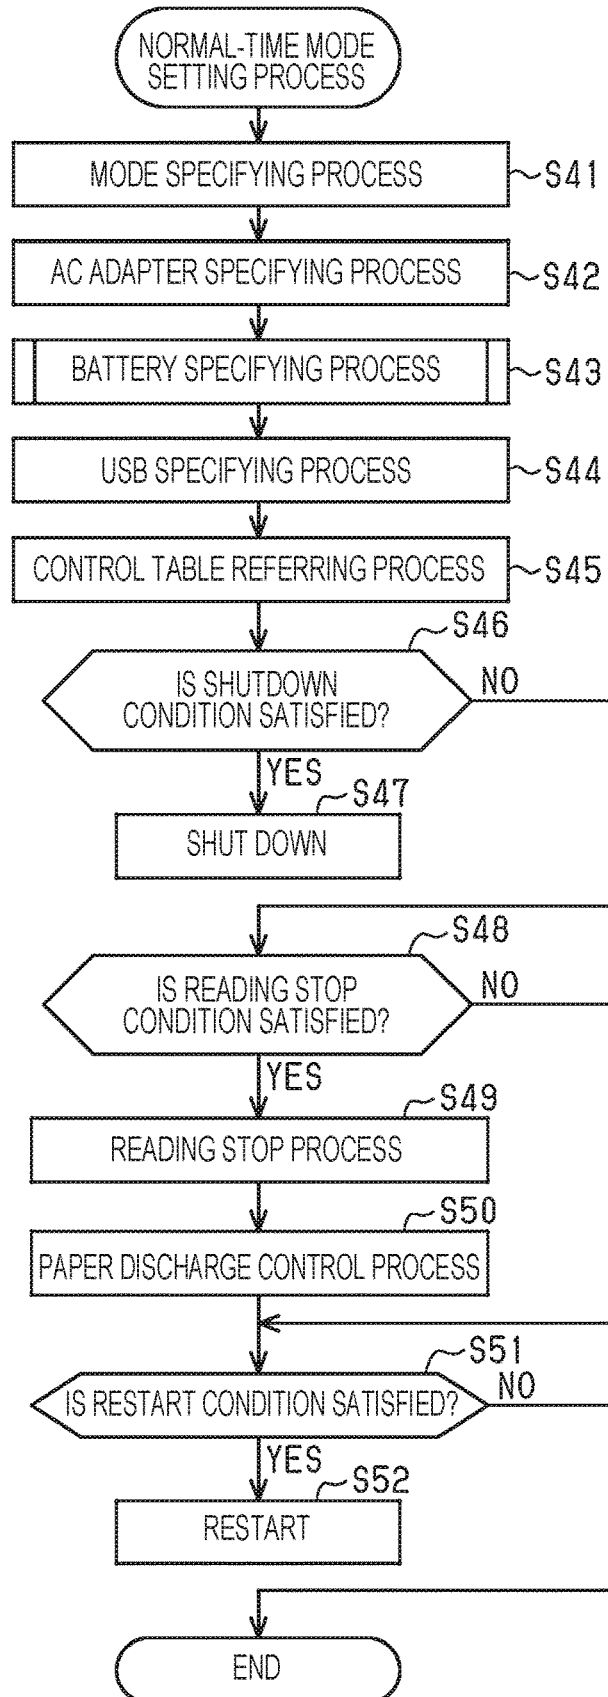 NORMAL-TIME MODE
SETTING PROCESS
MODE SPECIFYING PROCESS
S41
AC ADAPTER SPECIFYING PROCESS
S42
BATTERY SPECIFYING PROCESS
S43
USB SPECIFYING PROCESS
S44
CONTROL TABLE REFERRING PROCESS
S45
S46
IS SHUTDOWN
CONDITION SATISFIED?
NO
YES
S47
SHUT DOWN
S48
IS READING STOP
CONDITION SATISFIED?
NO
YES
S49
READING STOP PROCESS
S50
PAPER DISCHARGE CONTROL PROCESS
S51
IS RESTART CONDITION SATISFIED?
NO
YES
S52
RESTART
END